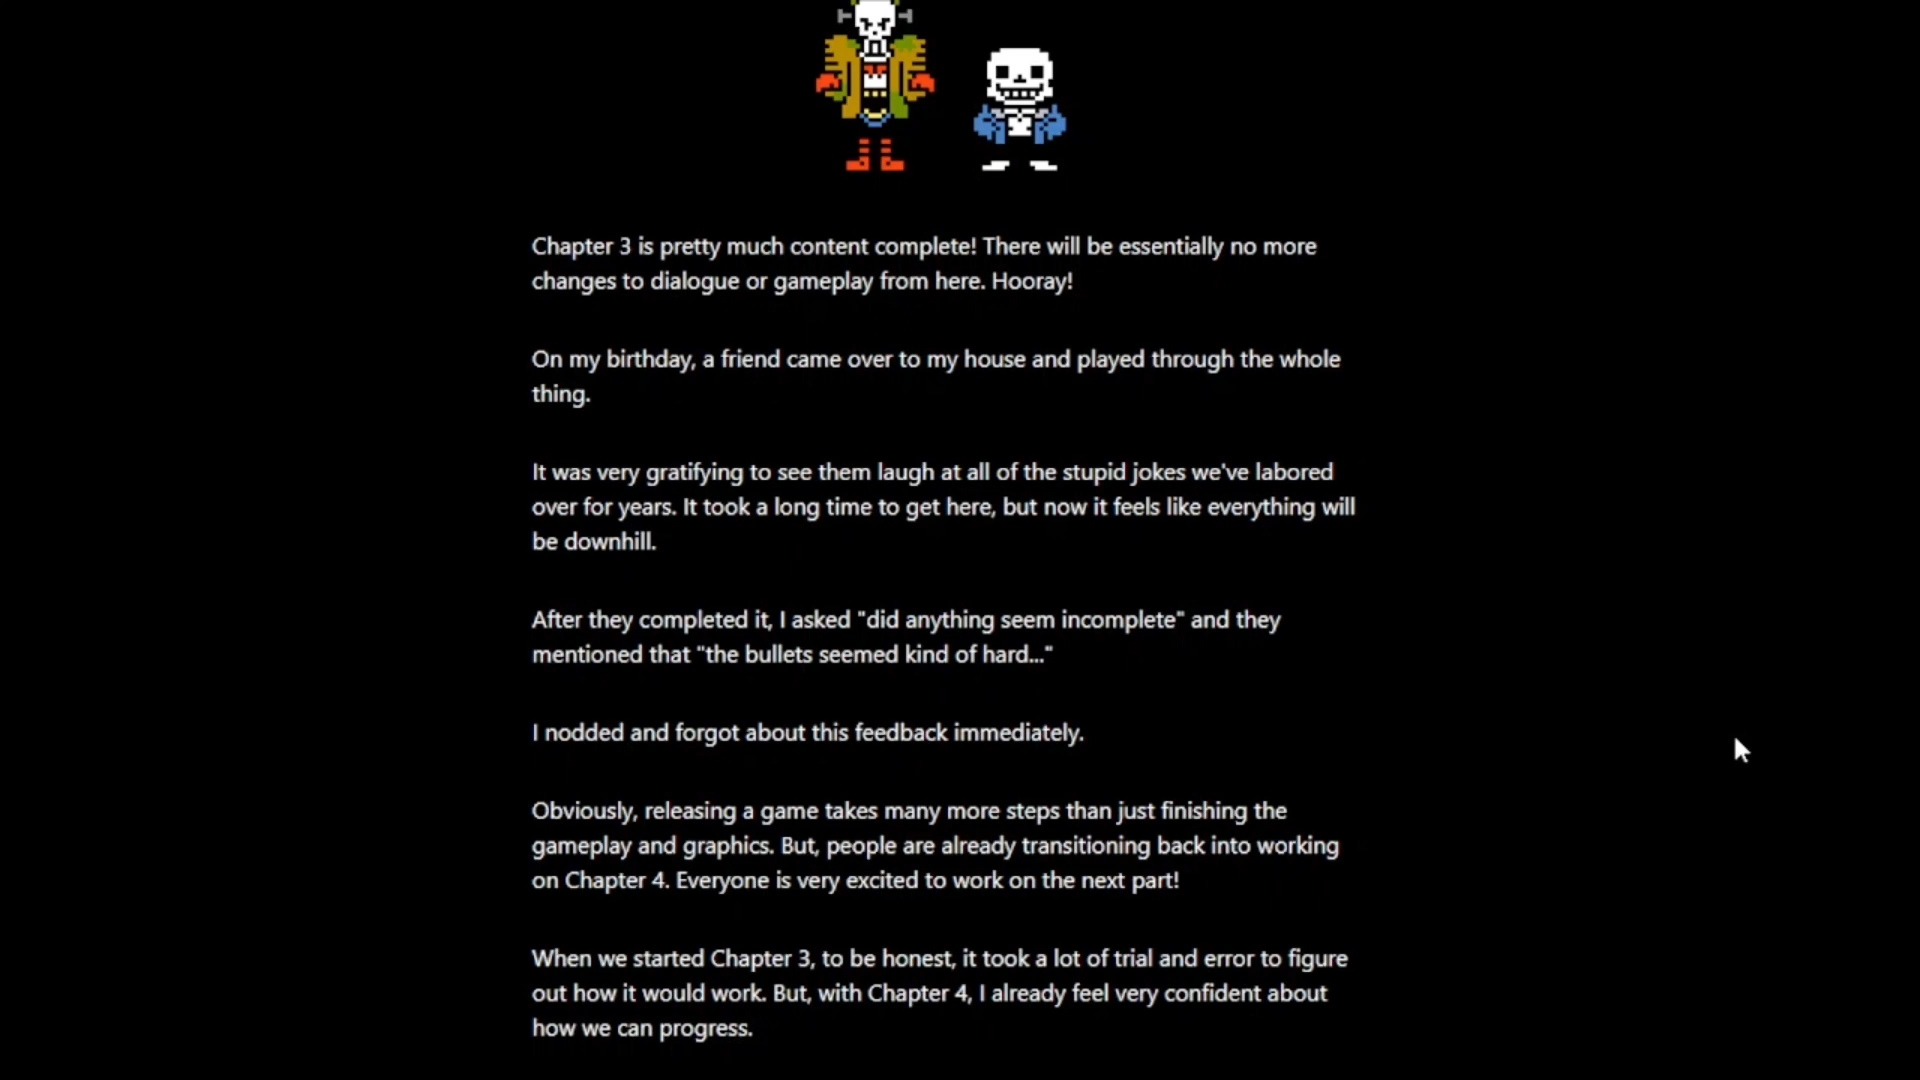 Chapter 3 is pretty much content complete! There will be essentially no more
changes to dialogue or gameplay from here. Hooray!
On my birthday, a friend came over to my house and played through the whole
thing.
It was very gratifying to see them laugh at all of the stupid jokes we've labored
over for years. It took a long time to get here, but now it feels like everything will
be downhill.
After they completed it, I asked "did anything seem incomplete" and they
mentioned that "the bullets seemed kind of hard..."
I nodded and forgot about this feedback immediately.
Obviously, releasing a game takes many more steps than just finishing the
gameplay and graphics. But, people are already transitioning back into working
on Chapter 4. Everyone is very excited to work on the next part!
When we started Chapter 3, to be honest, it took a lot of trial and error to figure
out how it would work. But, with Chapter 4, I already feel very confident about
how we can progress.